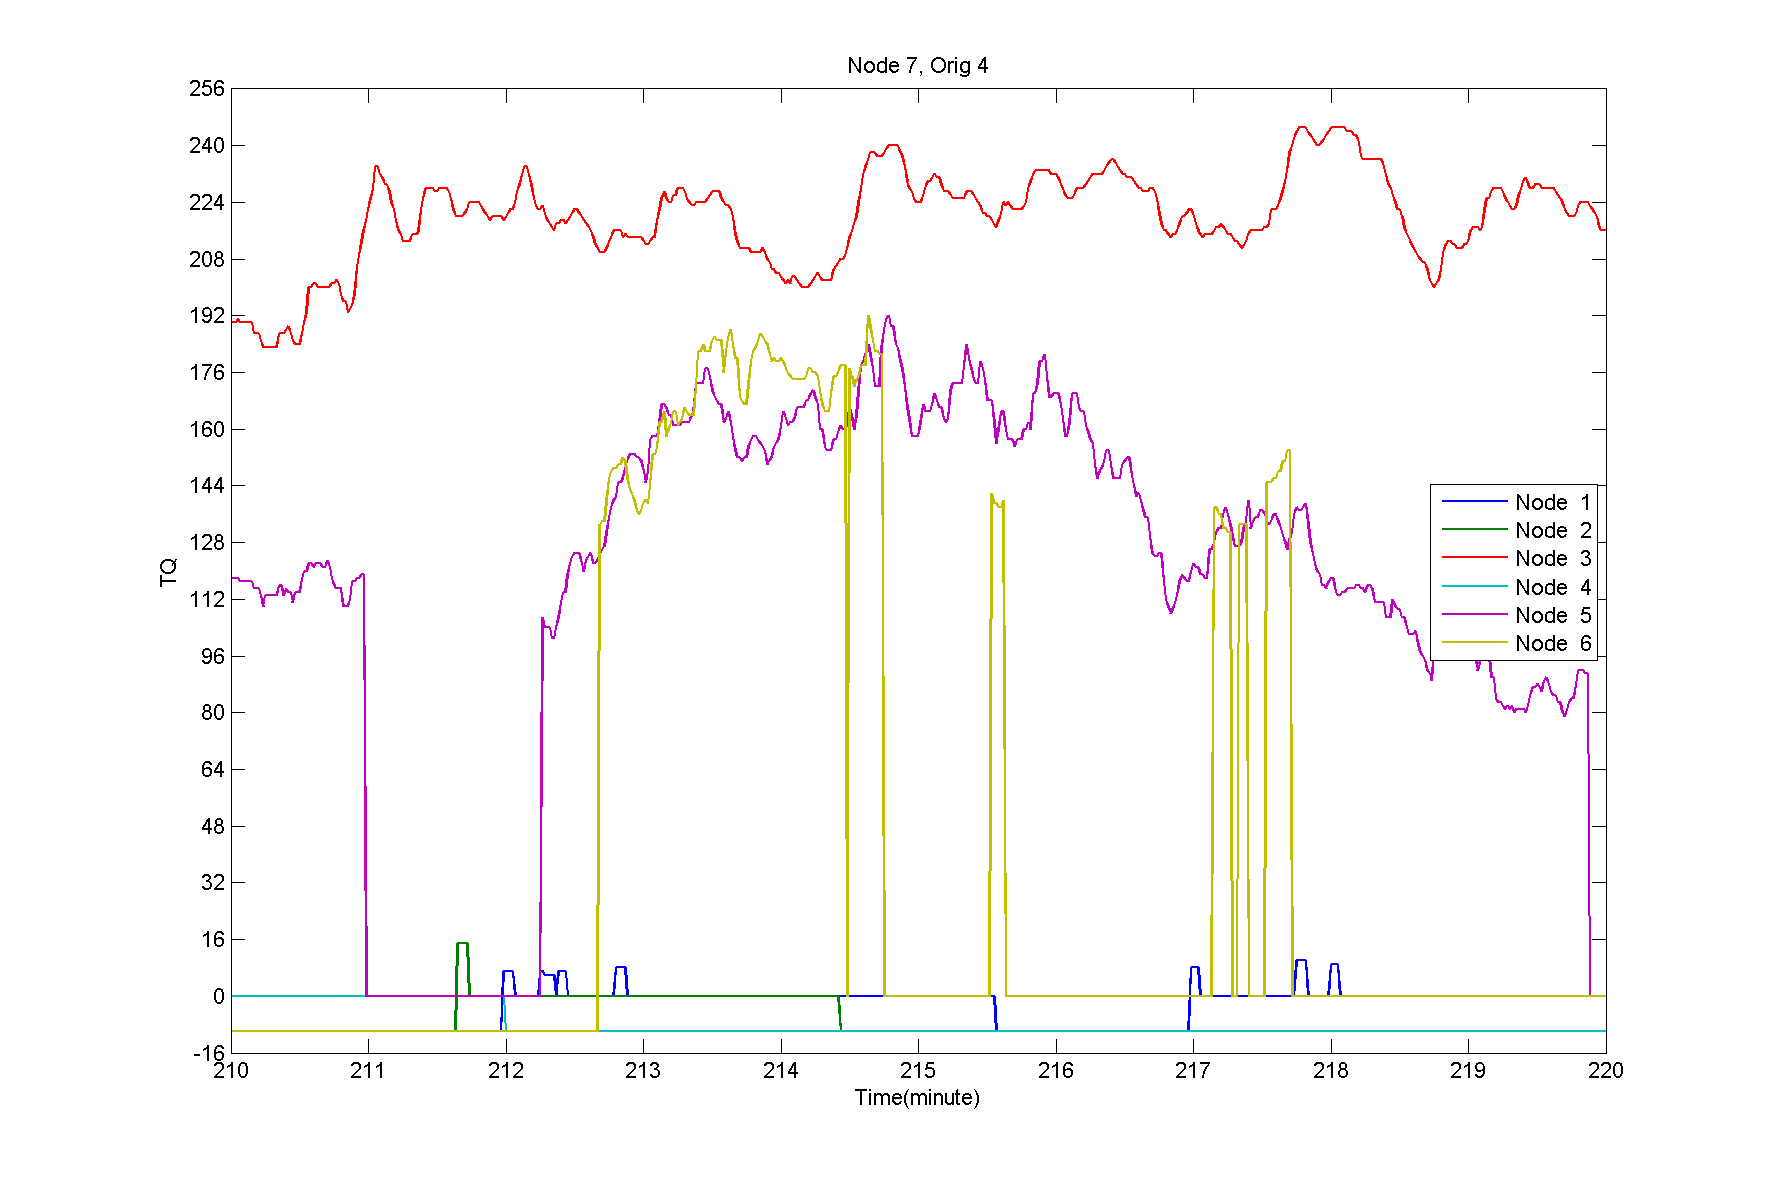 Node 7, Orig 4
256
240
224
208
192
176
160
144
128
112
96
80
64
48
32
16
0
-16
TQ
210 211 212 213 214 215 216 217 218 219 220
Time(minute)
Node 1
Node 2
Node 3
Node 4
Node 5
Node 6